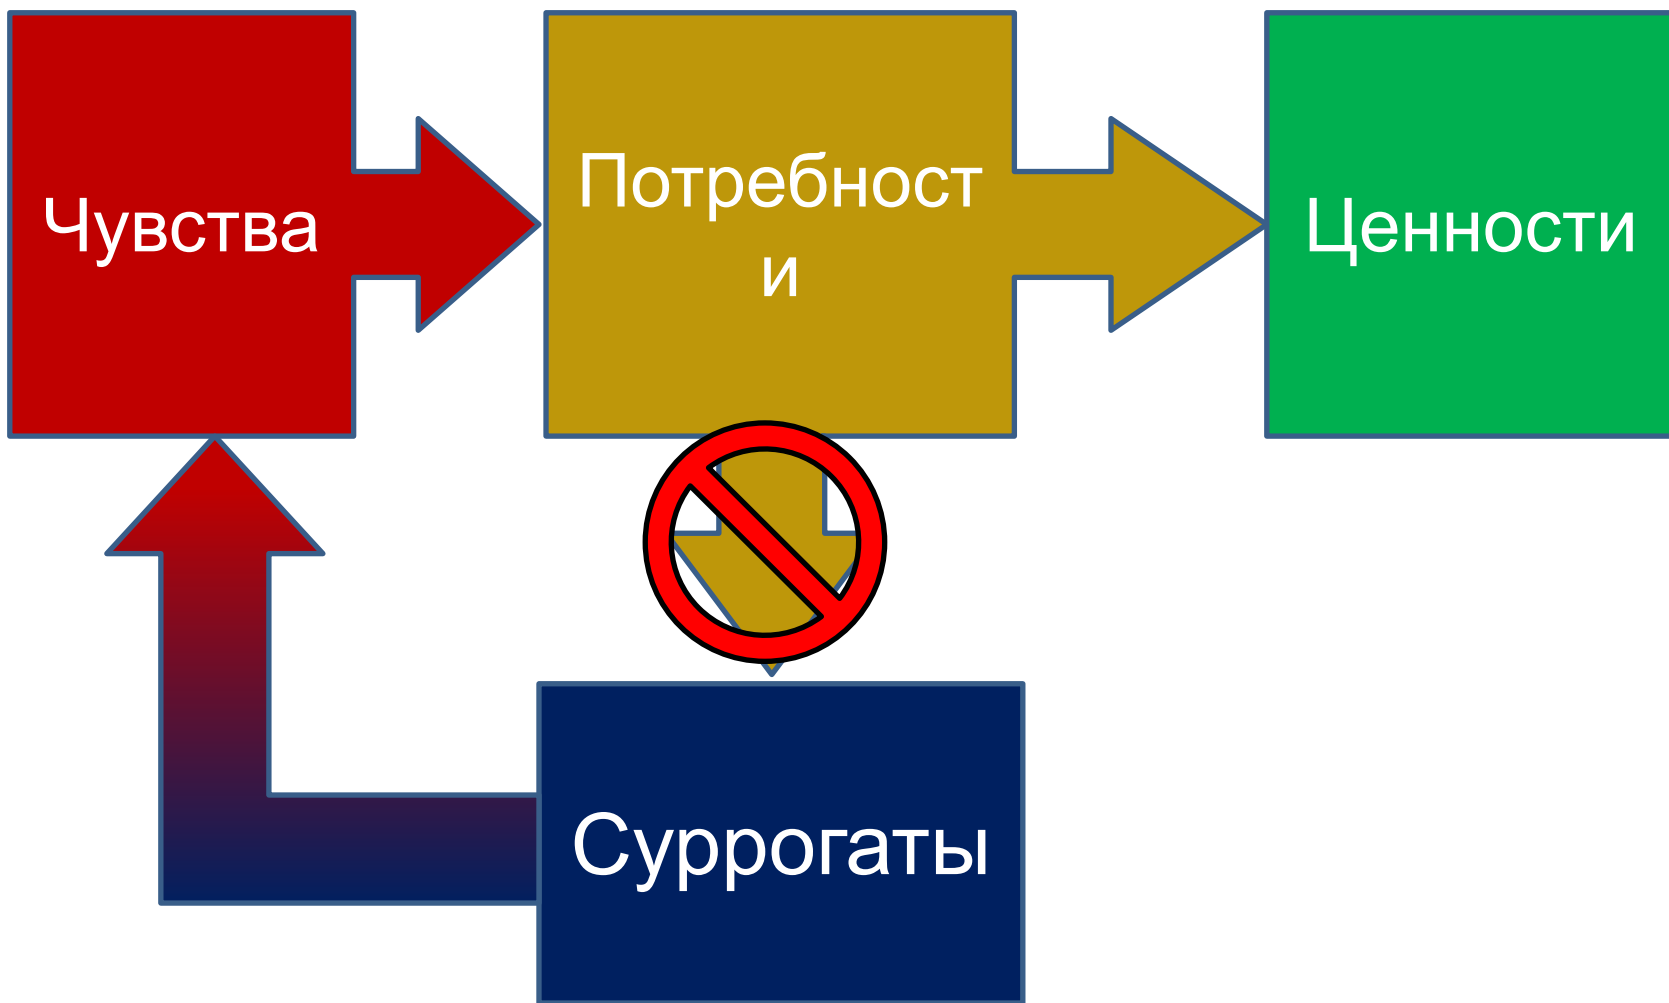 Чувства
Потребност
и
Ценности
Суррогаты